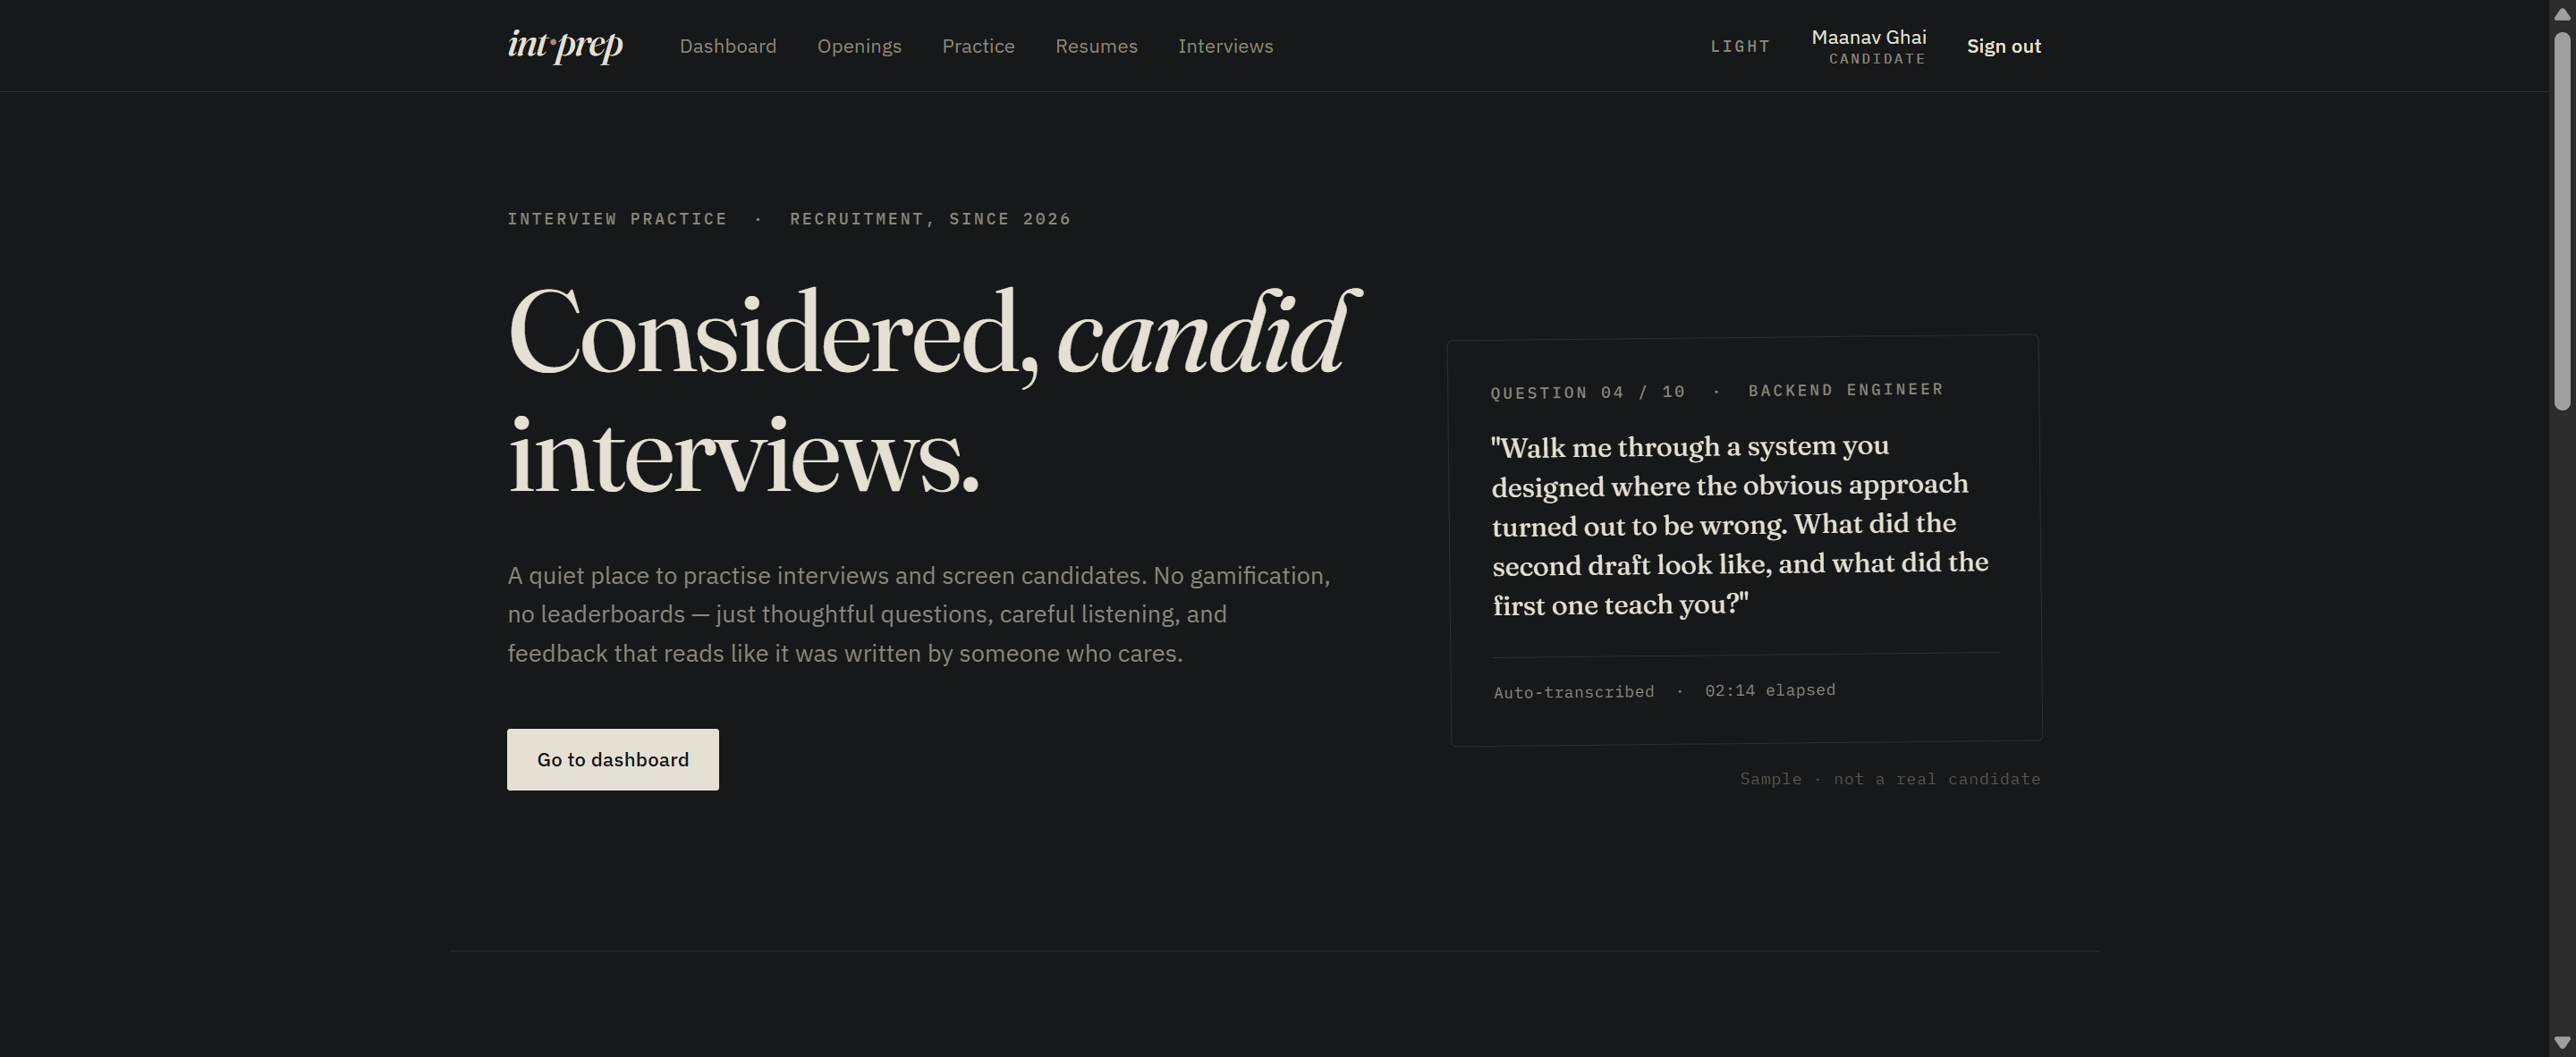 int·prep Dashboard Openings Practice Resumes Interviews LIGHT Maanav Ghai Sign out
CANDIDATE
INTERVIEW PRACTICE · RECRUITMENT, SINCE 2026
Considered, candid
interviews.
A quiet place to practise interviews and screen candidates. No gamification,
no leaderboards — just thoughtful questions, careful listening, and
feedback that reads like it was written by someone who cares.
Go to dashboard
QUESTION 04 / 10 · BACKEND ENGINEER
"Walk me through a system you
designed where the obvious approach
turned out to be wrong. What did the
second draft look like, and what did the
first one teach you?"
Auto-transcribed · 02:14 elapsed
Sample · not a real candidate